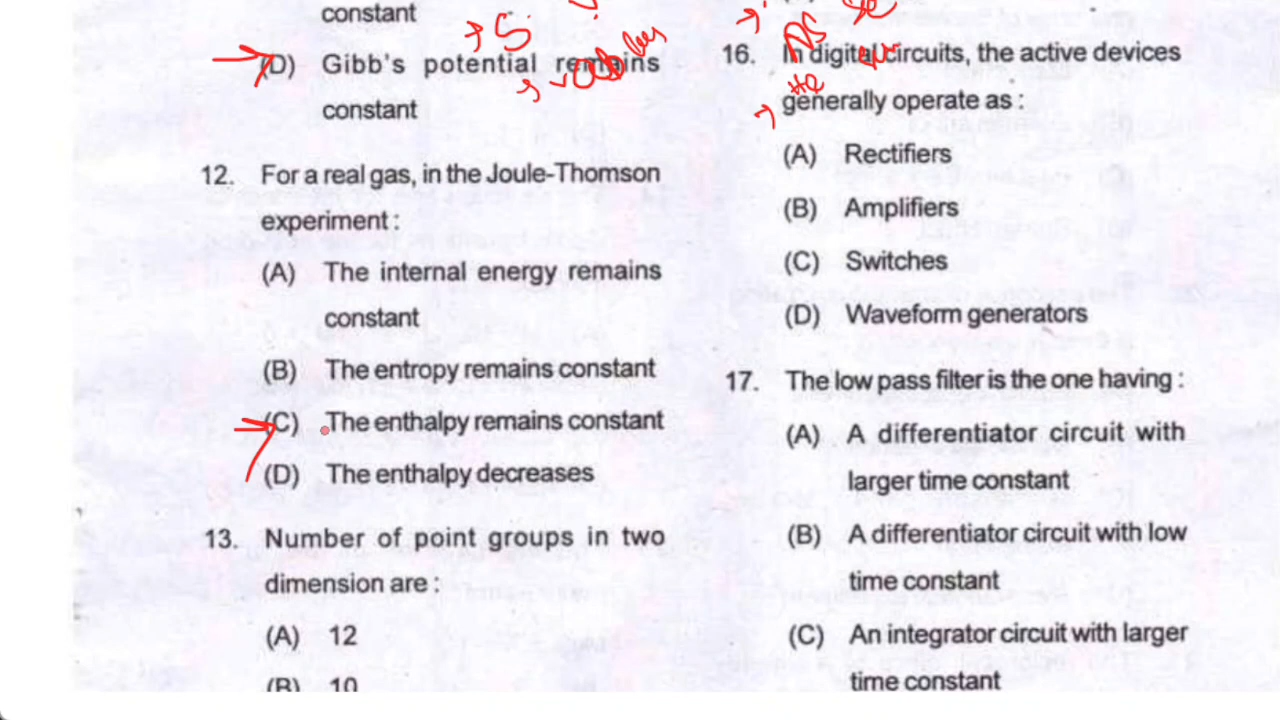 constant
(D) Gibb's potential remains
constant
12. For a real gas, in the Joule-Thomson
experiment :
(A) The internal energy remains
constant
(B) The entropy remains constant
(C) The enthalpy remains constant
(D) The enthalpy decreases
13. Number of point groups in two
dimension are :
(A) 12
(B) 10
16. In digital circuits, the active devices
generally operate as :
(A) Rectifiers
(B) Amplifiers
(C) Switches
(D) Waveform generators
17. The low pass filter is the one having :
(A) A differentiator circuit with
larger time constant
(B) A differentiator circuit with low
time constant
(C) An integrator circuit with larger
time constant